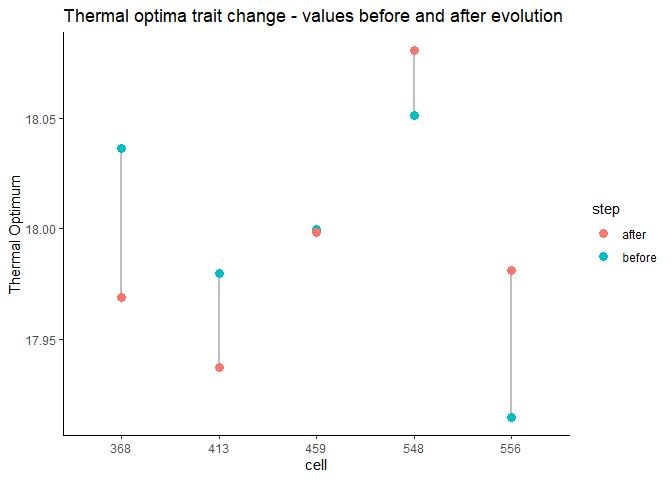 Thermal optima trait change - values before and after evolution
Thermal Optimum
18.05
18.00
17.95
368 413 459 548 556
cell
step
after
before